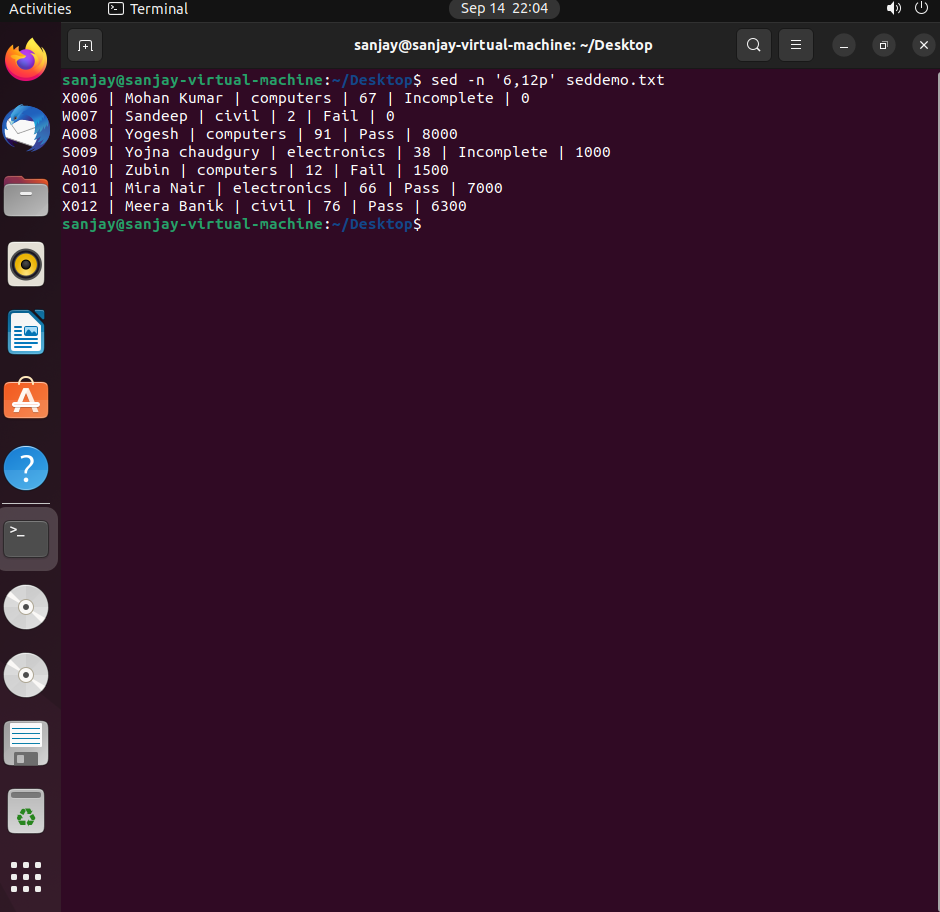 Activities
Terminal
Sep 14 22:04
sanjay@sanjay-virtual-machine: ~/Desktop
sanjay@sanjay-virtual-machine:~/Desktop$ sed -n '6,12p' seddemo.txt
X006 | Mohan Kumar | computers | 67 | Incomplete | 0
W007 | Sandeep | civil | 2 | Fail | 0
A008 | Yogesh | computers | 91 | Pass | 8000
S009 | Yojna chaudgury | electronics | 38 | Incomplete | 1000
A010 | Zubin | computers | 12 | Fail | 1500
C011 | Mira Nair | electronics | 66 | Pass | 7000
X012 | Meera Banik | civil | 76 | Pass | 6300
sanjay@sanjay-virtual-machine:~/Desktop$